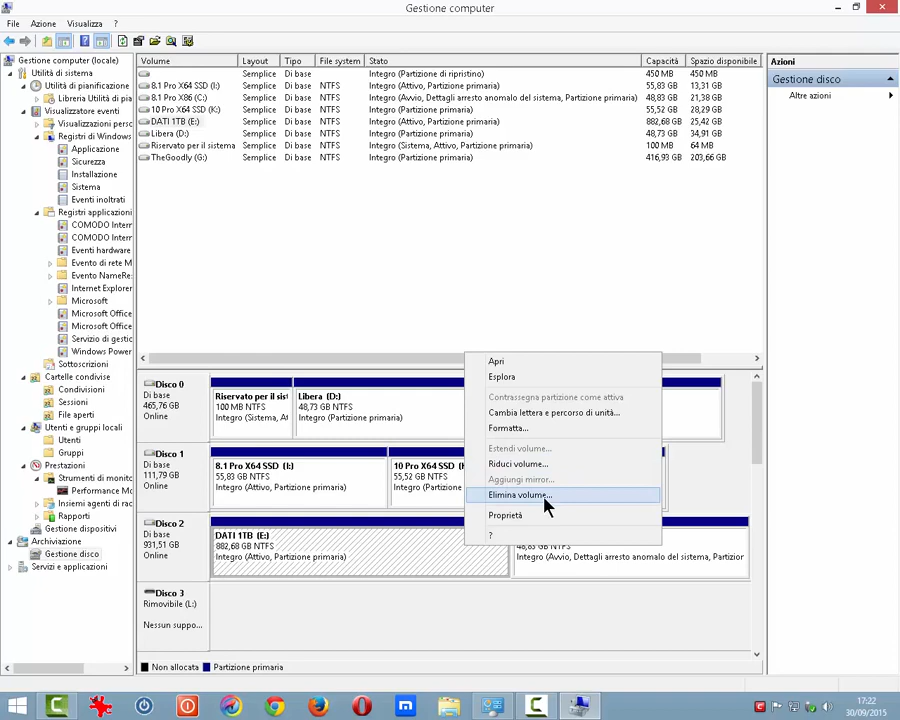 Gestione computer
File Azione Visualizza ?
Gestione computer (locale)
Utilità di sistema
Utilità di pianificazione
Libreria Utilità di pia
Visualizzatore eventi
Visualizzazioni perso
Registri di Windows
Applicazione
Sicurezza
Installazione
Sistema
Eventi inoltrati
Registri applicazioni
COMODO Interr
COMODO Interr
Eventi hardware
Evento di rete M
Evento NameRe
Internet Explorer
Microsoft
Microsoft Office
Microsoft Office
Servizio di gestic
Windows Power
Sottoscrizioni
Cartelle condivise
Condivisioni
Sessioni
File aperti
Utenti e gruppi locali
Utenti
Gruppi
Prestazioni
Strumenti di monito
Performance Mo
Insiemi agenti di rac
Rapporti
Gestione dispositivi
Archiviazione
Gestione disco
Servizi e applicazioni
Volume Layout Tipo File system Stato Capacità Spazio disponibile
Semplice Di base Integro (Partizione di ripristino) 450 MB 450 MB
8.1 Pro X64 SSD (I:) Semplice Di base NTFS Integro (Attivo, Partizione primaria) 55,83 GB 13,31 GB
8.1 Pro X86 (C:) Semplice Di base NTFS Integro (Avvio, Dettagli arresto anomalo del sistema, Partizione primaria) 48,83 GB 21,38 GB
10 Pro X64 SSD (K:) Semplice Di base NTFS Integro (Partizione primaria) 55,52 GB 28,29 GB
DATI 1TB (E:) Semplice Di base NTFS Integro (Attivo, Partizione primaria) 882,68 GB 25,42 GB
Libera (D:) Semplice Di base NTFS Integro (Partizione primaria) 48,73 GB 34,91 GB
Riservato per il sistema Semplice Di base NTFS Integro (Sistema, Attivo, Partizione primaria) 100 MB 64 MB
TheGoodly (G:) Semplice Di base NTFS Integro (Partizione primaria) 416,93 GB 203,66 GB
Azioni
Gestione disco
Altre azioni
Disco 0
Di base
465,76 GB
Online
Riservato per il sist
100 MB NTFS
Integro (Sistema, At
Libera (D:)
48,73 GB NTFS
Integro (Partizione primaria)
Disco 1
Di base
111,79 GB
Online
8.1 Pro X64 SSD (I:)
55,83 GB NTFS
Integro (Attivo, Partizione primaria)
10 Pro X64 SSD (K
55,52 GB NTFS
Integro (Partizione
Disco 2
Di base
931,51 GB
Online
DATI 1TB (E:)
882,68 GB NTFS
Integro (Attivo, Partizione primaria)
48,83 GB NTFS
Integro (Avvio, Dettagli arresto anomalo del sistema, Partizior
Disco 3
Rimovibile (L:)
Nessun suppo...
Apri
Esplora
Contrassegna partizione come attiva
Cambia lettera e percorso di unità...
Formatta...
Estendi volume...
Riduci volume...
Aggiungi mirror...
Elimina volume...
Proprietà
?
Non allocata Partizione primaria
17:22
30/09/2015